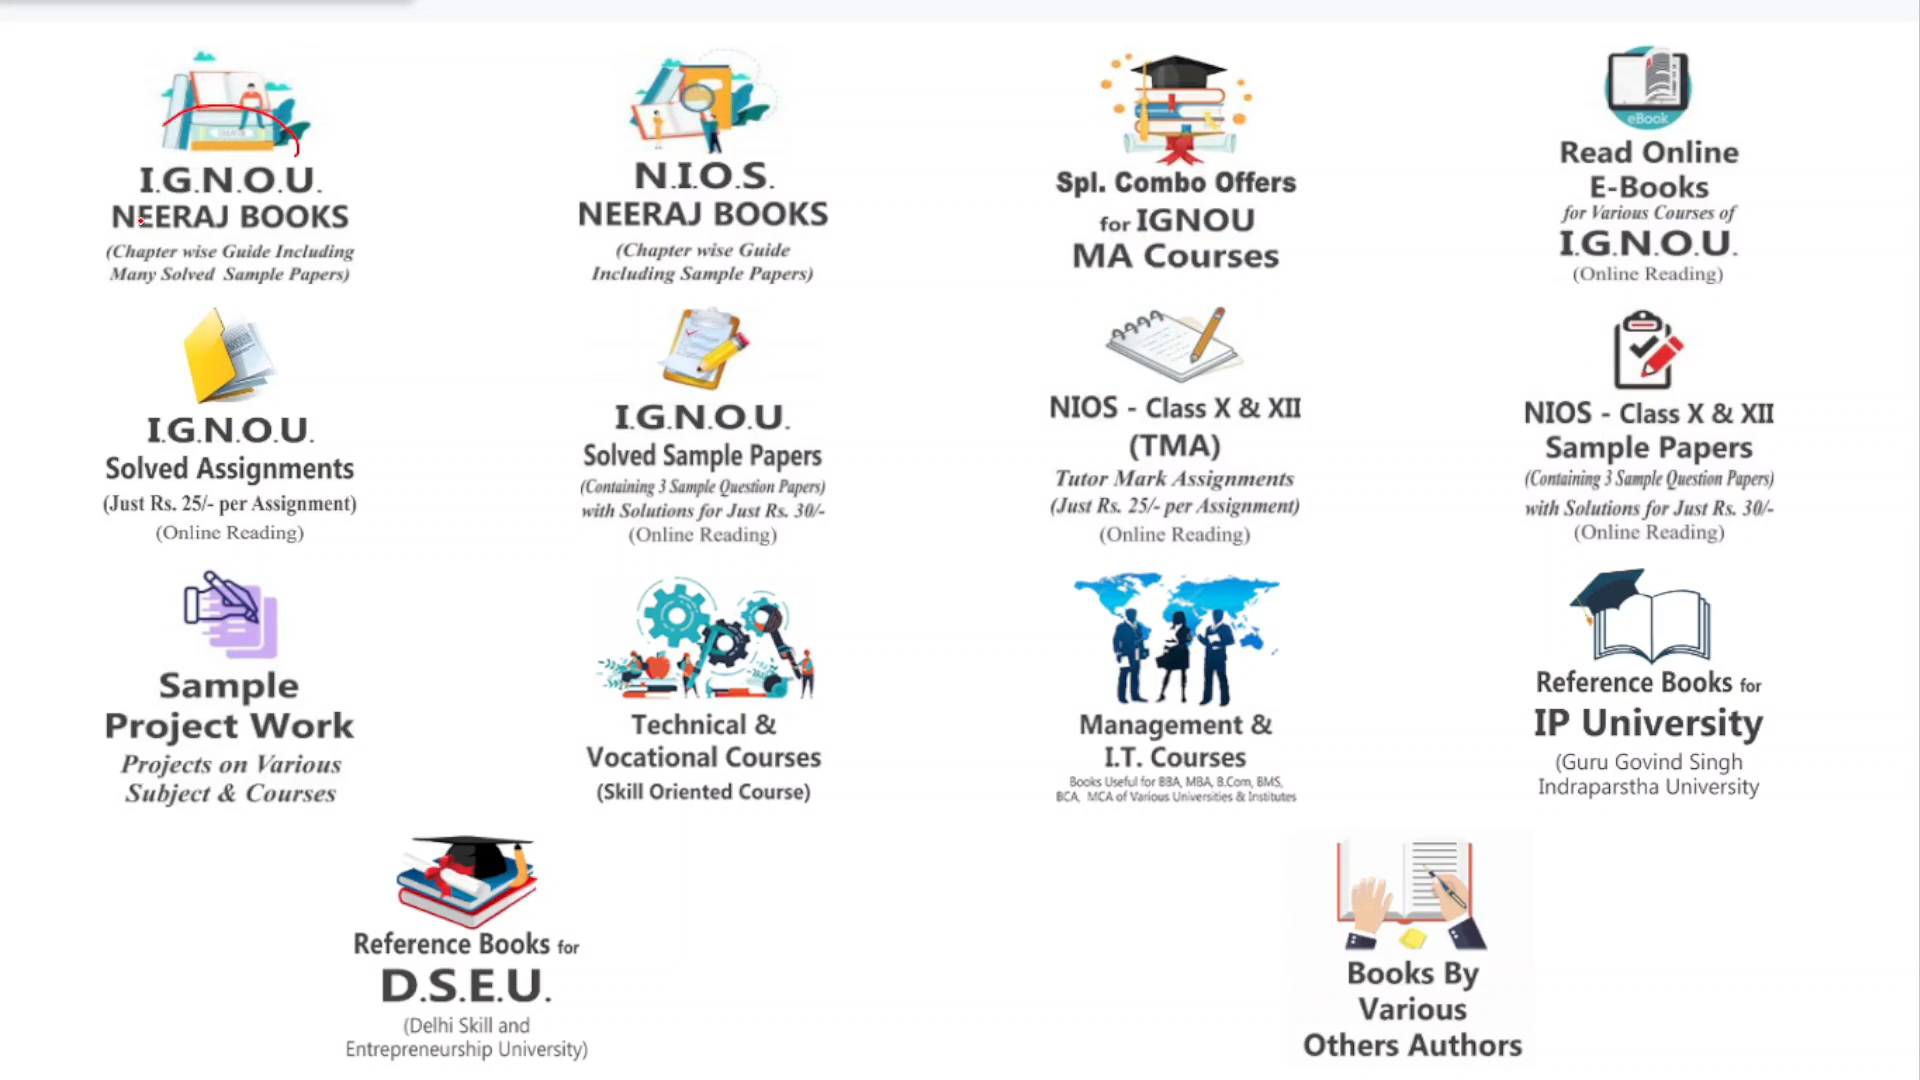 I.G.N.O.U.
NEERAJ BOOKS
(Chapter wise Guide Including
Many Solved Sample Papers)
N.I.O.S.
NEERAJ BOOKS
(Chapter wise Guide
Including Sample Papers)
Spl. Combo Offers
for IGNOU
MA Courses
eBook
Read Online
E-Books
for Various Courses of
I.G.N.O.U.
(Online Reading)
I.G.N.O.U.
Solved Assignments
(Just Rs. 25/- per Assignment)
(Online Reading)
I.G.N.O.U.
Solved Sample Papers
(Containing 3 Sample Question Papers)
with Solutions for Just Rs. 30/-
(Online Reading)
NIOS - Class X & XII
(TMA)
Tutor Mark Assignments
(Just Rs. 25/- per Assignment)
(Online Reading)
NIOS - Class X & XII
Sample Papers
(Containing 3 Sample Question Papers)
with Solutions for Just Rs. 30/-
(Online Reading)
Sample
Project Work
Projects on Various
Subject & Courses
Technical &
Vocational Courses
(Skill Oriented Course)
Management &
I.T. Courses
Books Useful for BBA, MBA, B.Com, BMS,
BCA, MCA of Various Universities & Institutes
Reference Books for
IP University
(Guru Govind Singh
Indraparstha University
Reference Books for
D.S.E.U.
(Delhi Skill and
Entrepreneurship University)
Books By
Various
Others Authors